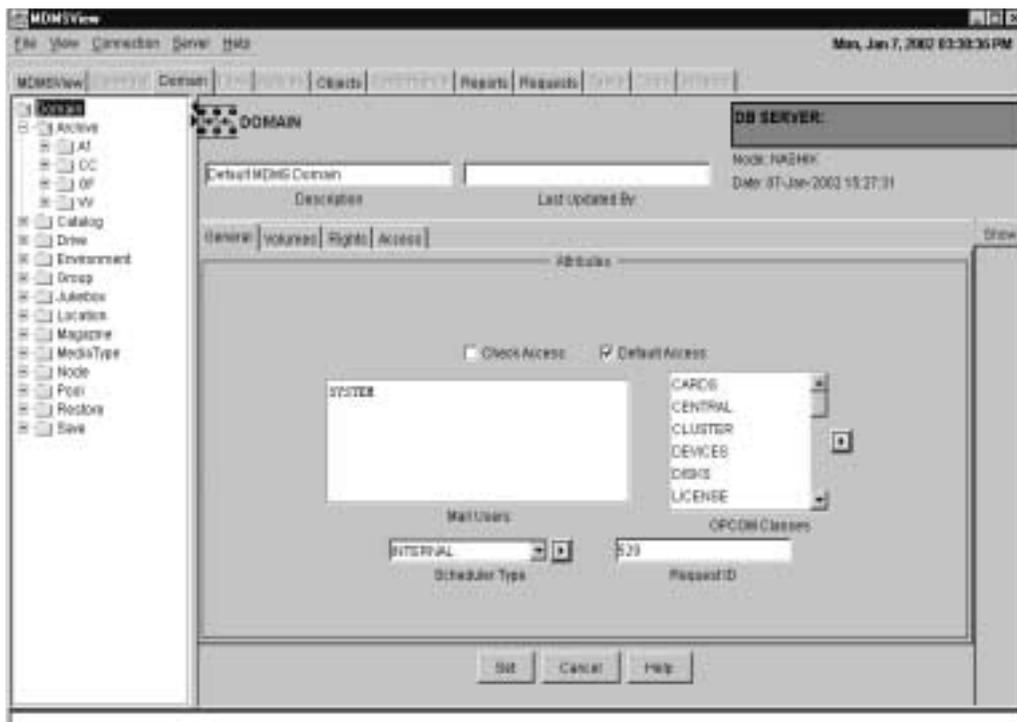 MDMSView
File View Connection Server Help
Mon, Jan 7, 2002 03:30:36 PM
MDMSView Domain Objects Reports Requests
Domain
Archive
A1
CC
OF
VV
Catalog
Drive
Environment
Group
Jukebox
Location
Magazine
MediaType
Node
Pool
Restore
Save
DOMAIN
DB SERVER:
Node:
Date: 07-Jan-2002 15:27:31
Default MDMS Domain
Description
Last Updated By
General Volumes Rights Access
Show
Attributes
Check Access
Default Access
SYSTEM
CARDS
CENTRAL
CLUSTER
DEVICES
DISKS
LICENSE
Mail Users
OPCOM Classes
INTERNAL
Scheduler Type
Request ID
Set
Cancel
Help